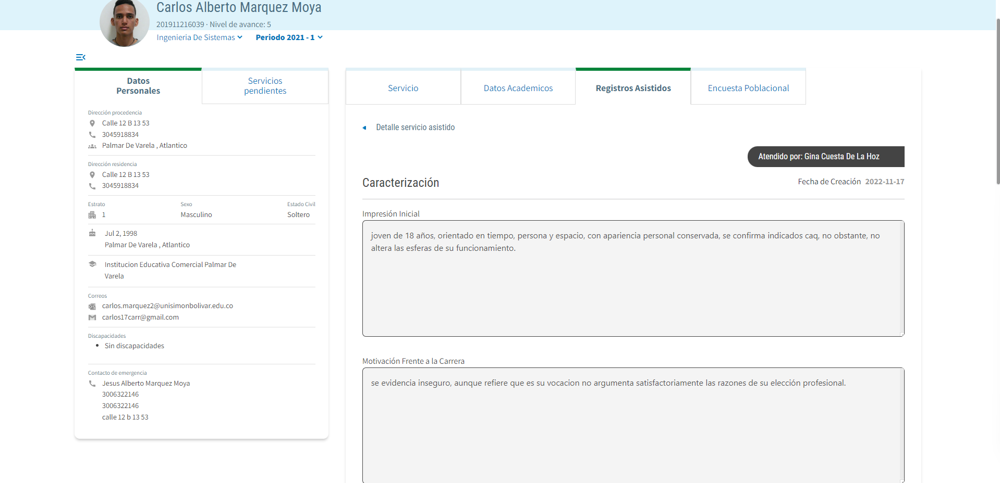 Carlos Alberto Marquez Moya
201911216039 · Nivel de avance: 5
Ingenieria De Sistemas
Periodo 2021 - 1
Datos
Personales
Servicios
pendientes
Dirección procedencia
Calle 12 B 13 53
3045918834
Palmar De Varela , Atlantico
Dirección residencia
Calle 12 B 13 53
3045918834
Estrato
Sexo
Estado Civil
1
Masculino
Soltero
Jul 2, 1998
Palmar De Varela , Atlantico
Institucion Educativa Comercial Palmar De
Varela
Correos
carlos.marquez2@unisimonbolivar.edu.co
carlos17carr@gmail.com
Discapacidades
Sin discapacidades
Contacto de emergencia
Jesus Alberto Marquez Moya
3006322146
3006322146
calle 12 b 13 53
Servicio
Datos Academicos
Registros Asistidos
Encuesta Poblacional
Detalle servicio asistido
Atendido por: Gina Cuesta De La Hoz
Caracterización
Fecha de Creación 2022-11-17
Impresión Inicial
joven de 18 años, orientado en tiempo, persona y espacio, con apariencia personal conservada, se confirma indicados caq, no obstante, no
altera las esferas de su funcionamiento.
Motivación Frente a la Carrera
se evidencia inseguro, aunque refiere que es su vocacion no argumenta satisfactoriamente las razones de su elección profesional.